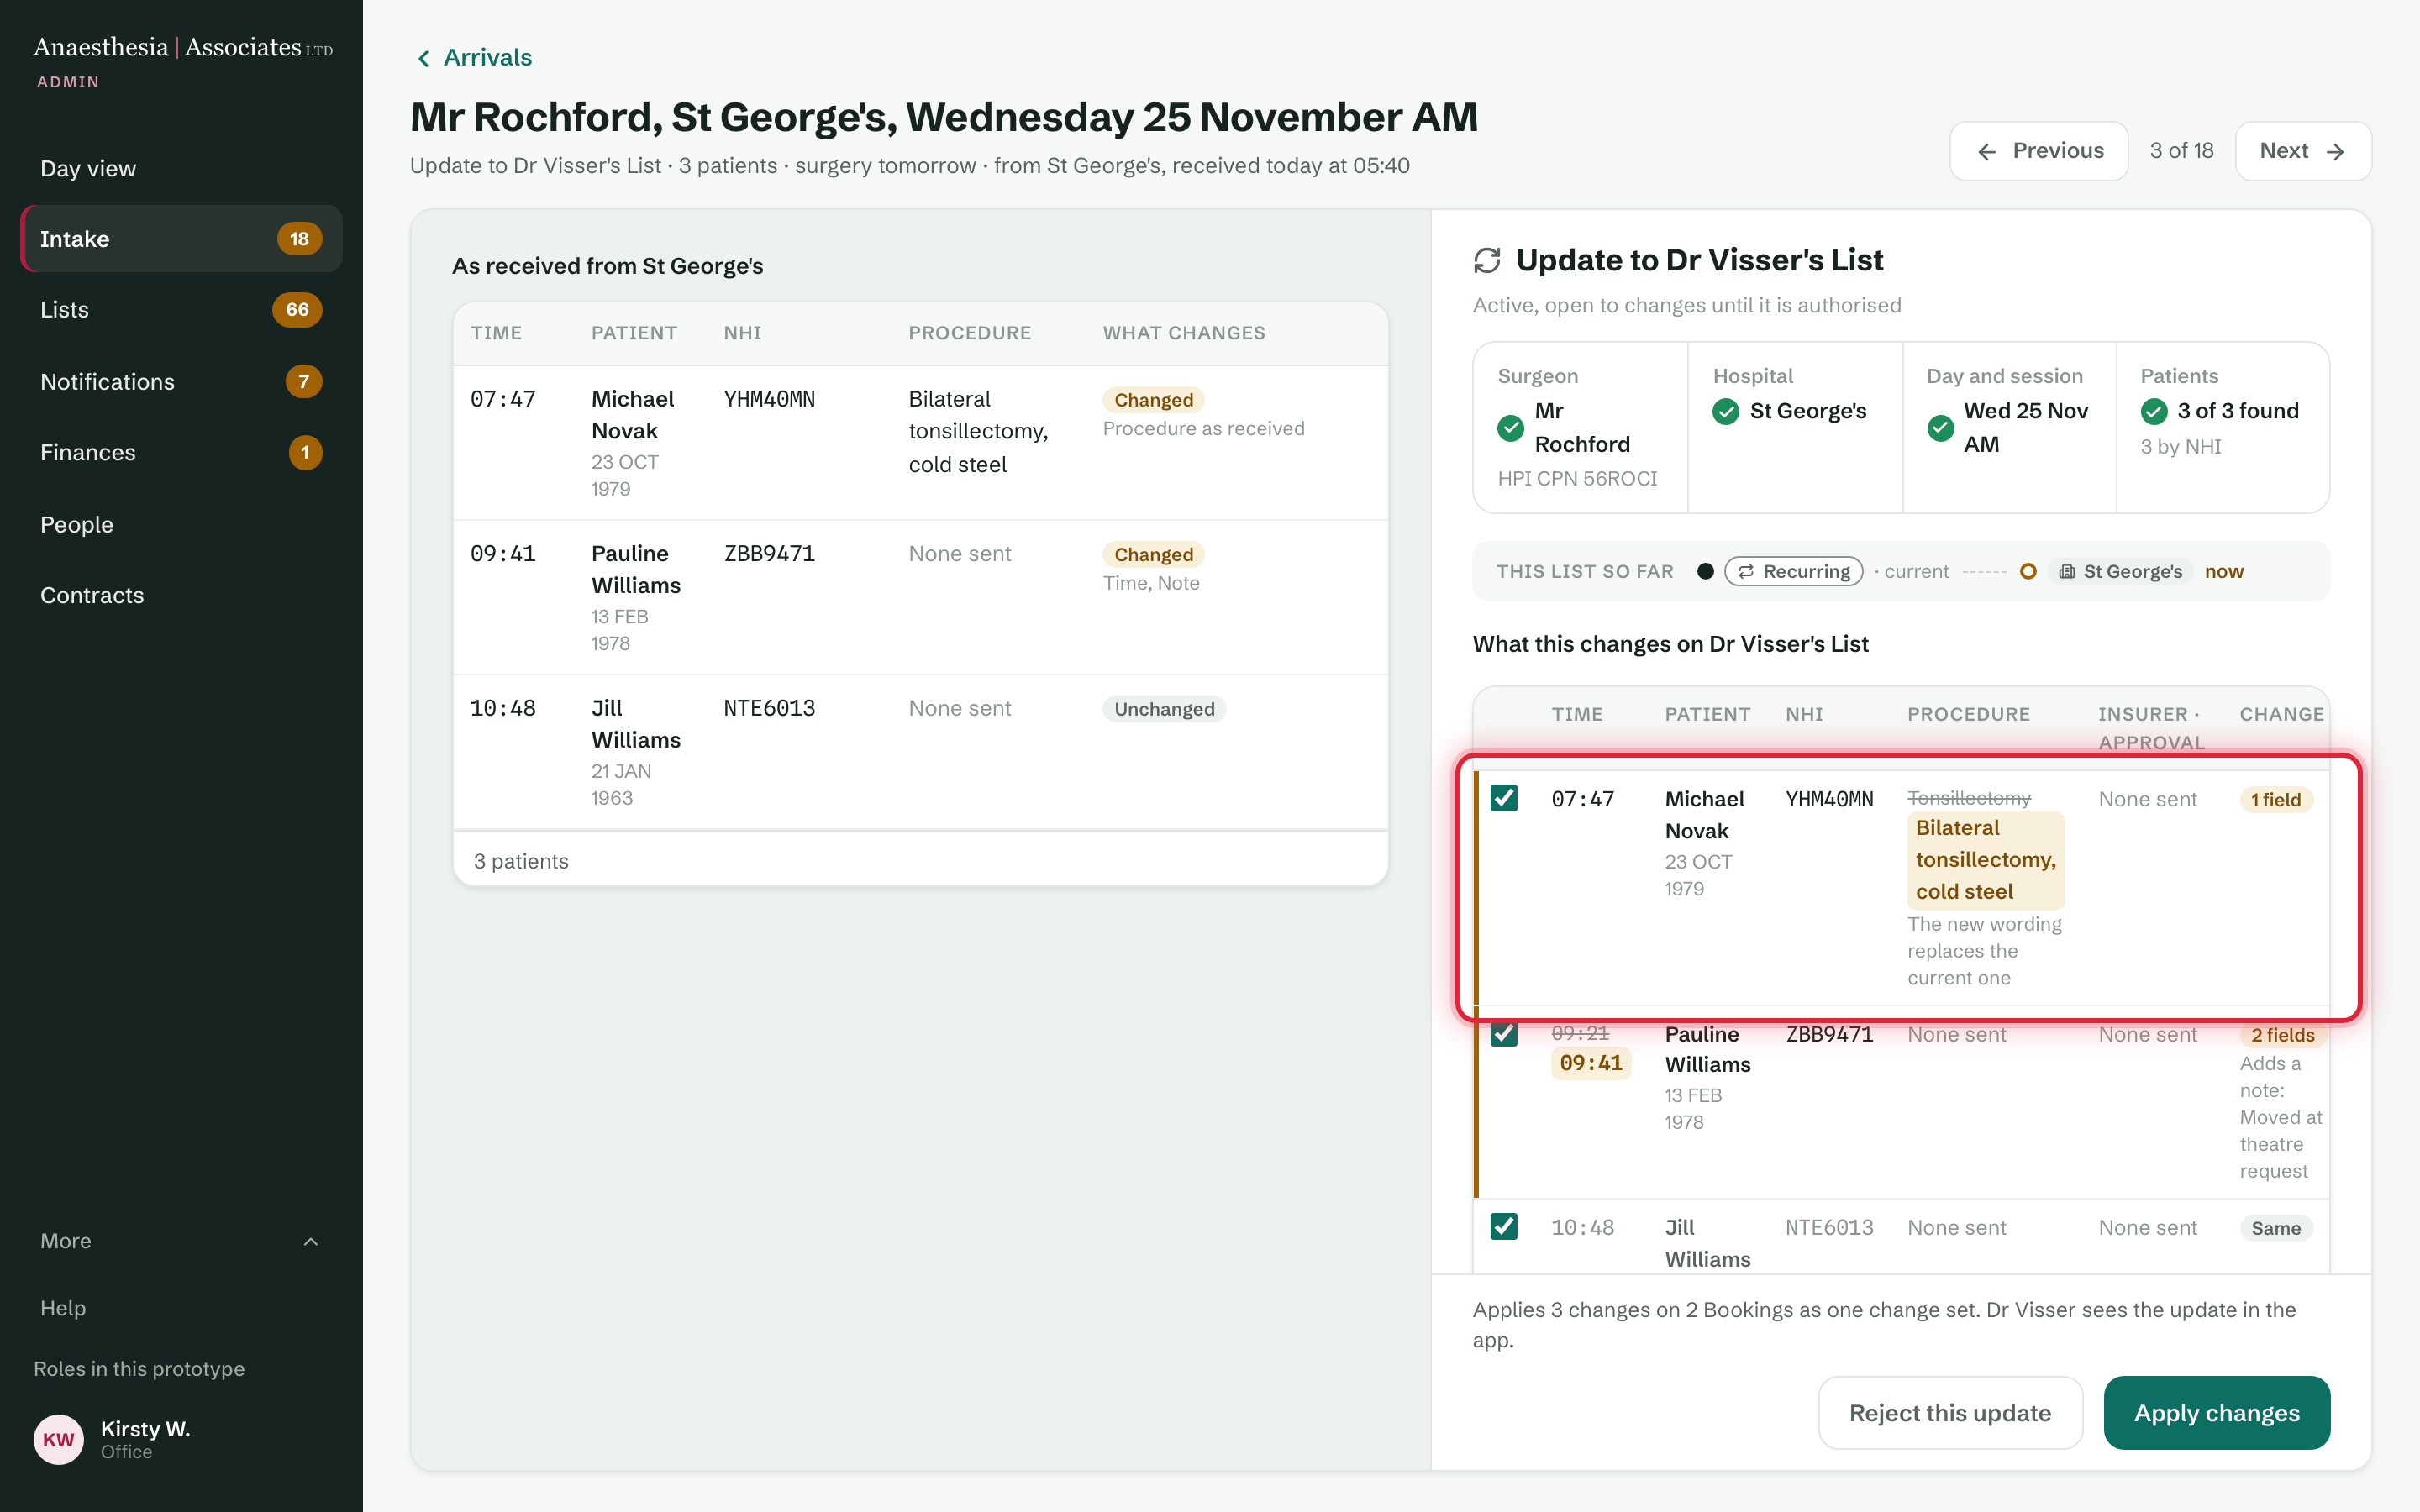 Anaesthesia | Associates LTD
ADMIN
Day view
Intake 18
Lists 66
Notifications 7
Finances 1
People
Contracts
More
Help
Roles in this prototype
KW
Kirsty W.
Office
Arrivals
Mr Rochford, St George's, Wednesday 25 November AM
Update to Dr Visser's List · 3 patients · surgery tomorrow · from St George's, received today at 05:40
Previous 3 of 18 Next
As received from St George's
TIME PATIENT NHI PROCEDURE WHAT CHANGES
07:47 Michael YHM40MN Bilateral Changed
Novak tonsillectomy, Procedure as received
23 OCT cold steel
1979
09:41 Pauline ZBB9471 None sent Changed
Williams Time, Note
13 FEB
1978
10:48 Jill NTE6013 None sent Unchanged
Williams
21 JAN
1963
3 patients
Update to Dr Visser's List
Active, open to changes until it is authorised
Surgeon
Mr
Rochford
HPI CPN 56ROCI
Hospital
St George's
Day and session
Wed 25 Nov
AM
Patients
3 of 3 found
3 by NHI
THIS LIST SO FAR Recurring · current St George's now
What this changes on Dr Visser's List
TIME PATIENT NHI PROCEDURE INSURER · CHANGE
APPROVAL
07:47 Michael YHM40MN Tonsillectomy None sent 1 field
Novak Bilateral
23 OCT tonsillectomy,
1979 cold steel
The new wording
replaces the
current one
09:21 Pauline ZBB9471 None sent None sent 2 fields
09:41 Williams Adds a
13 FEB note:
1978 Moved at
theatre
request
10:48 Jill NTE6013 None sent None sent Same
Williams
Applies 3 changes on 2 Bookings as one change set. Dr Visser sees the update in the
app.
Reject this update Apply changes